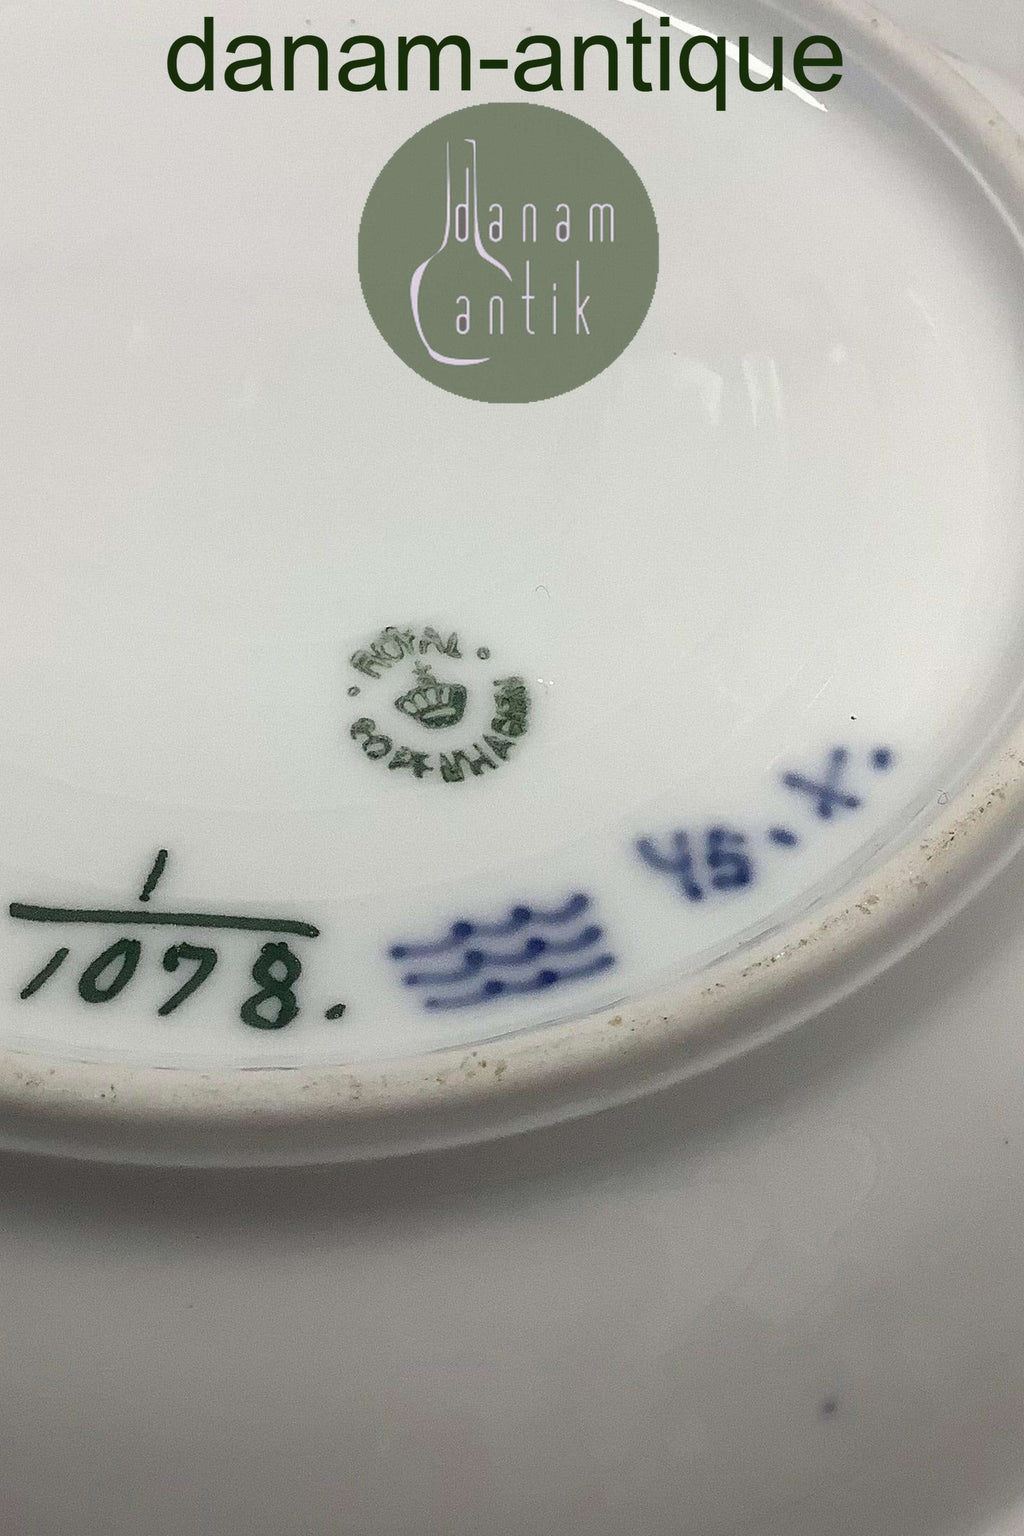 danam-antique
danam
antik
ROYAL
COPENHAGEN
45. X.
1
1078.